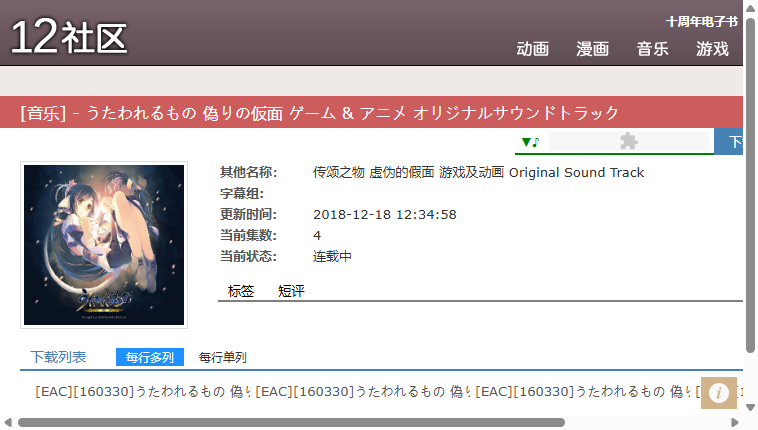 12社区
十周年电子书
动画 漫画 音乐 游戏
[音乐] - うたわれるもの 偽りの仮面 ゲーム & アニメ オリジナルサウンドトラック
▼♪ 下
其他名称: 传颂之物 虚伪的假面 游戏及动画 Original Sound Track
字幕组:
更新时间: 2018-12-18 12:34:58
当前集数: 4
当前状态: 连载中
标签 短评
下载列表 每行多列 每行单列
[EAC][160330]うたわれるもの 偽り [EAC][160330]うたわれるもの 偽り [EAC][160330]うたわれるもの 偽り